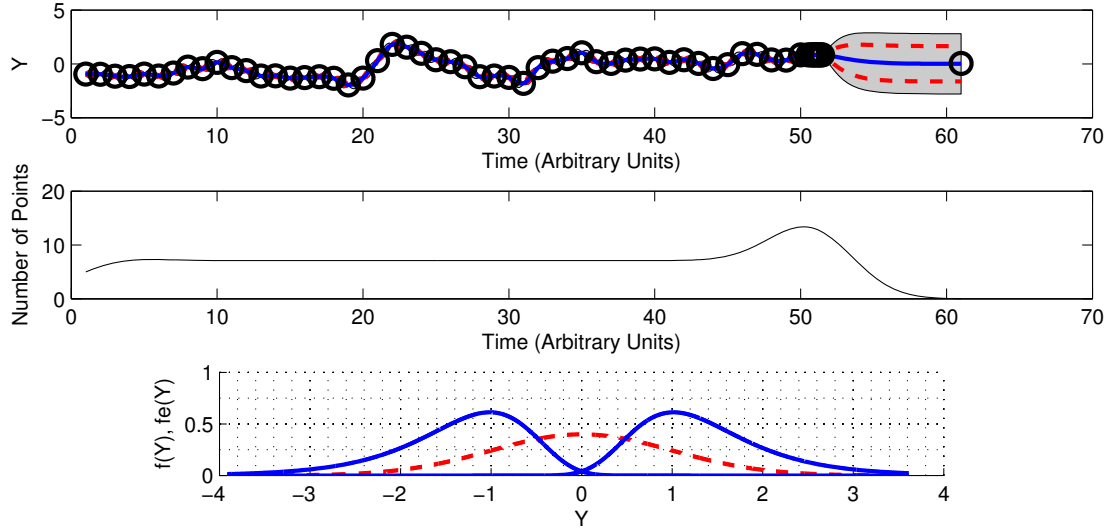 5
0
−5
0 10 20 30 40 50 60 70
Y
Time (Arbitrary Units)
20
10
0
0 10 20 30 40 50 60 70
Number of Points
Time (Arbitrary Units)
1
0.5
0
−4 −3 −2 −1 0 1 2 3 4
f(Y), fe(Y)
Y